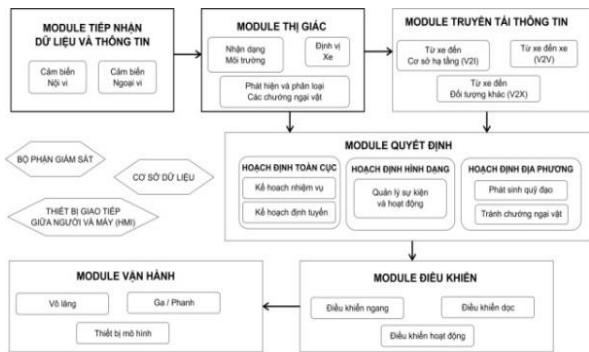 MODULE TIẾP NHẬN
DỮ LIỆU VÀ THÔNG TIN
Cảm biến
Nội vi
Cảm biến
Ngoại vi
MODULE THỊ GIÁC
Nhận dạng
Môi trường
Định vị
Xe
Phát hiện và phân loại
Các chướng ngại vật
MODULE TRUYỀN TẢI THÔNG TIN
Từ xe đến
Cơ sở hạ tầng (V2I)
Từ xe đến xe
(V2V)
Từ xe đến
Đối tượng khác (V2X)
BỘ PHẬN GIÁM SÁT
CƠ SỞ DỮ LIỆU
THIẾT BỊ GIAO TIẾP
GIỮA NGƯỜI VÀ MÁY (HMI)
MODULE QUYẾT ĐỊNH
HOẠCH ĐỊNH TOÀN CỤC
Kế hoach nhiệm vụ
Kế hoạch định tuyến
HOẠCH ĐỊNH HÌNH DẠNG
Quản lý sự kiện
và hoạt động
HOẠCH ĐỊNH ĐỊA PHƯƠNG
Phát sinh quỹ đạo
Tránh chướng ngại vật
MODULE VẬN HÀNH
Vô lăng
Ga / Phanh
Thiết bị mô hình
MODULE ĐIỀU KHIỂN
Điều khiển ngang
Điều khiển dọc
Điều khiển hoạt động